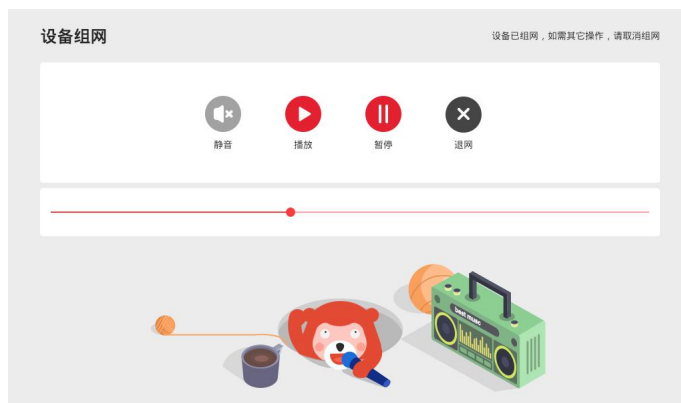 设备组网
设备已组网，如需其它操作，请取消组网
静音
播放
暂停
退网
beat music